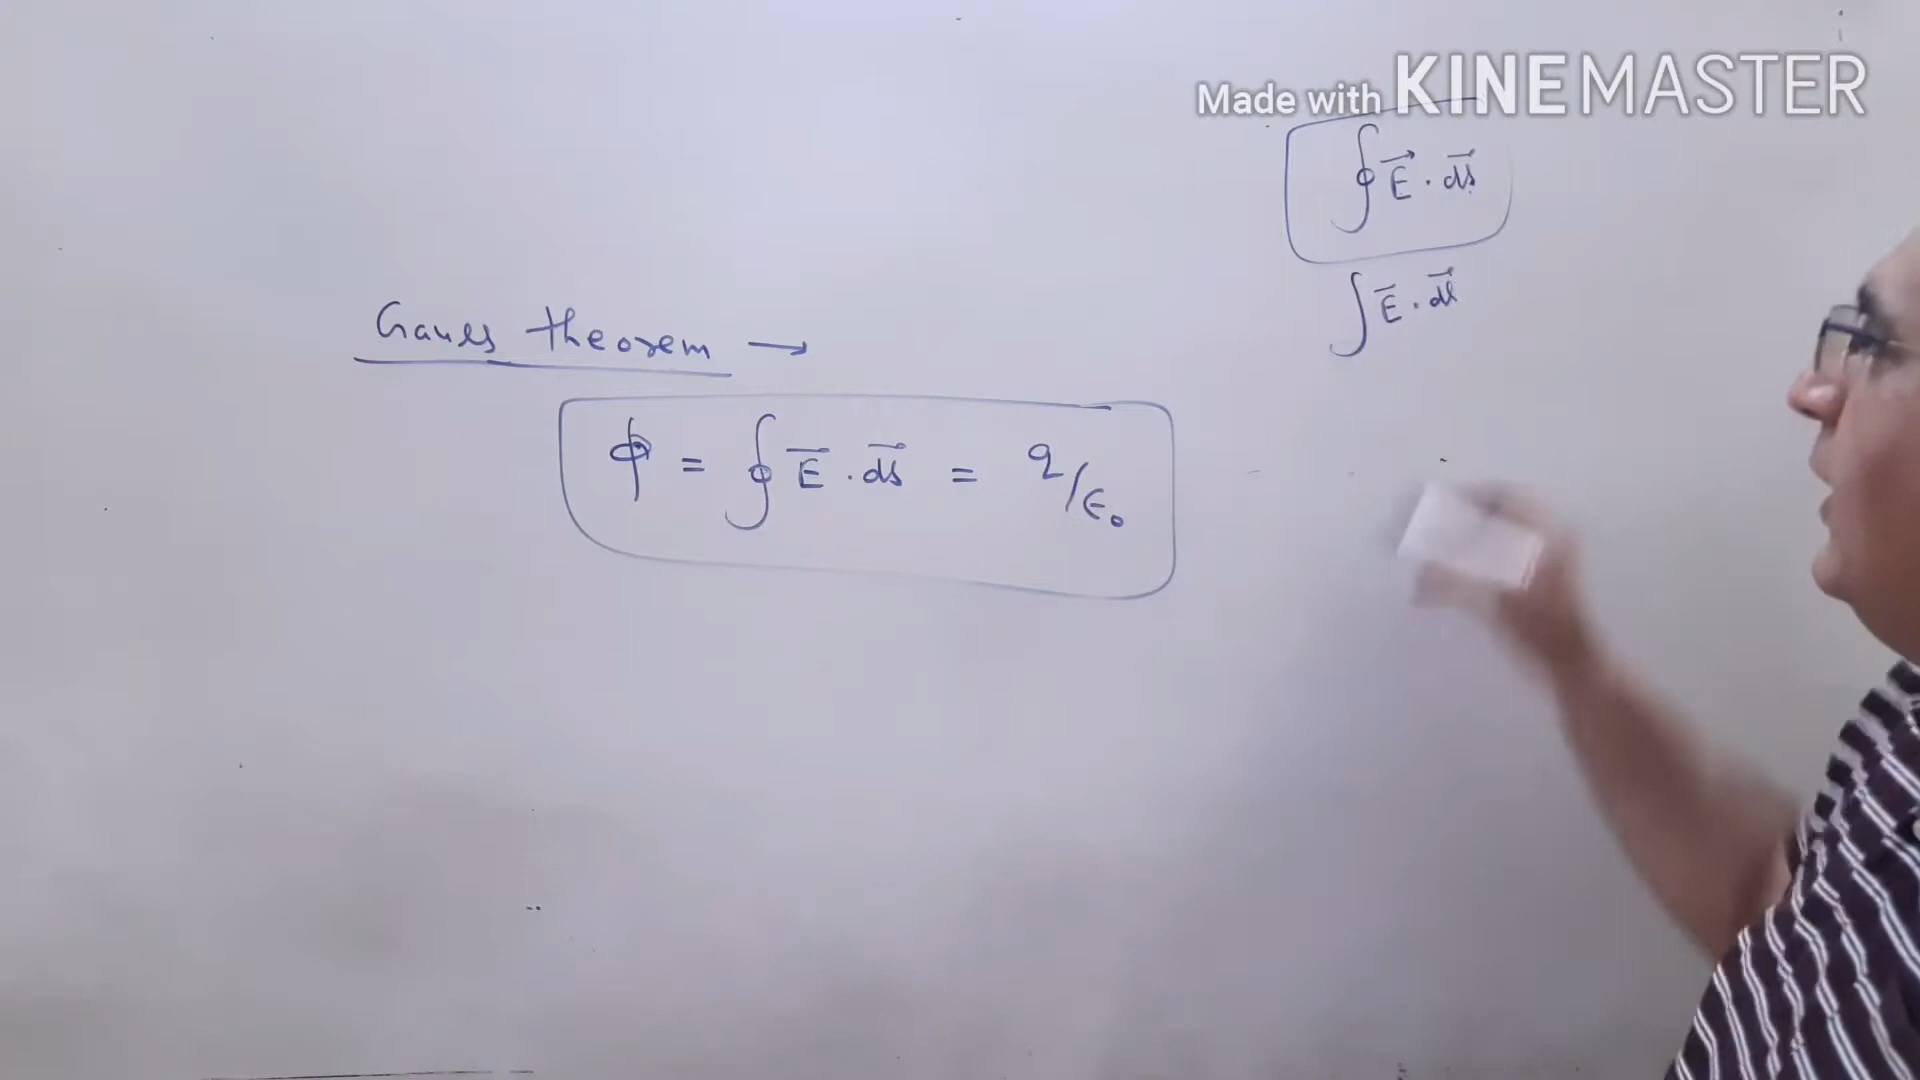 Made with KINEMASTER
∮ E⃗ . ds⃗
∫ E⃗ . dl⃗
Gauss theorem →
Φ = ∮ E⃗ . ds⃗ = q/ϵ₀